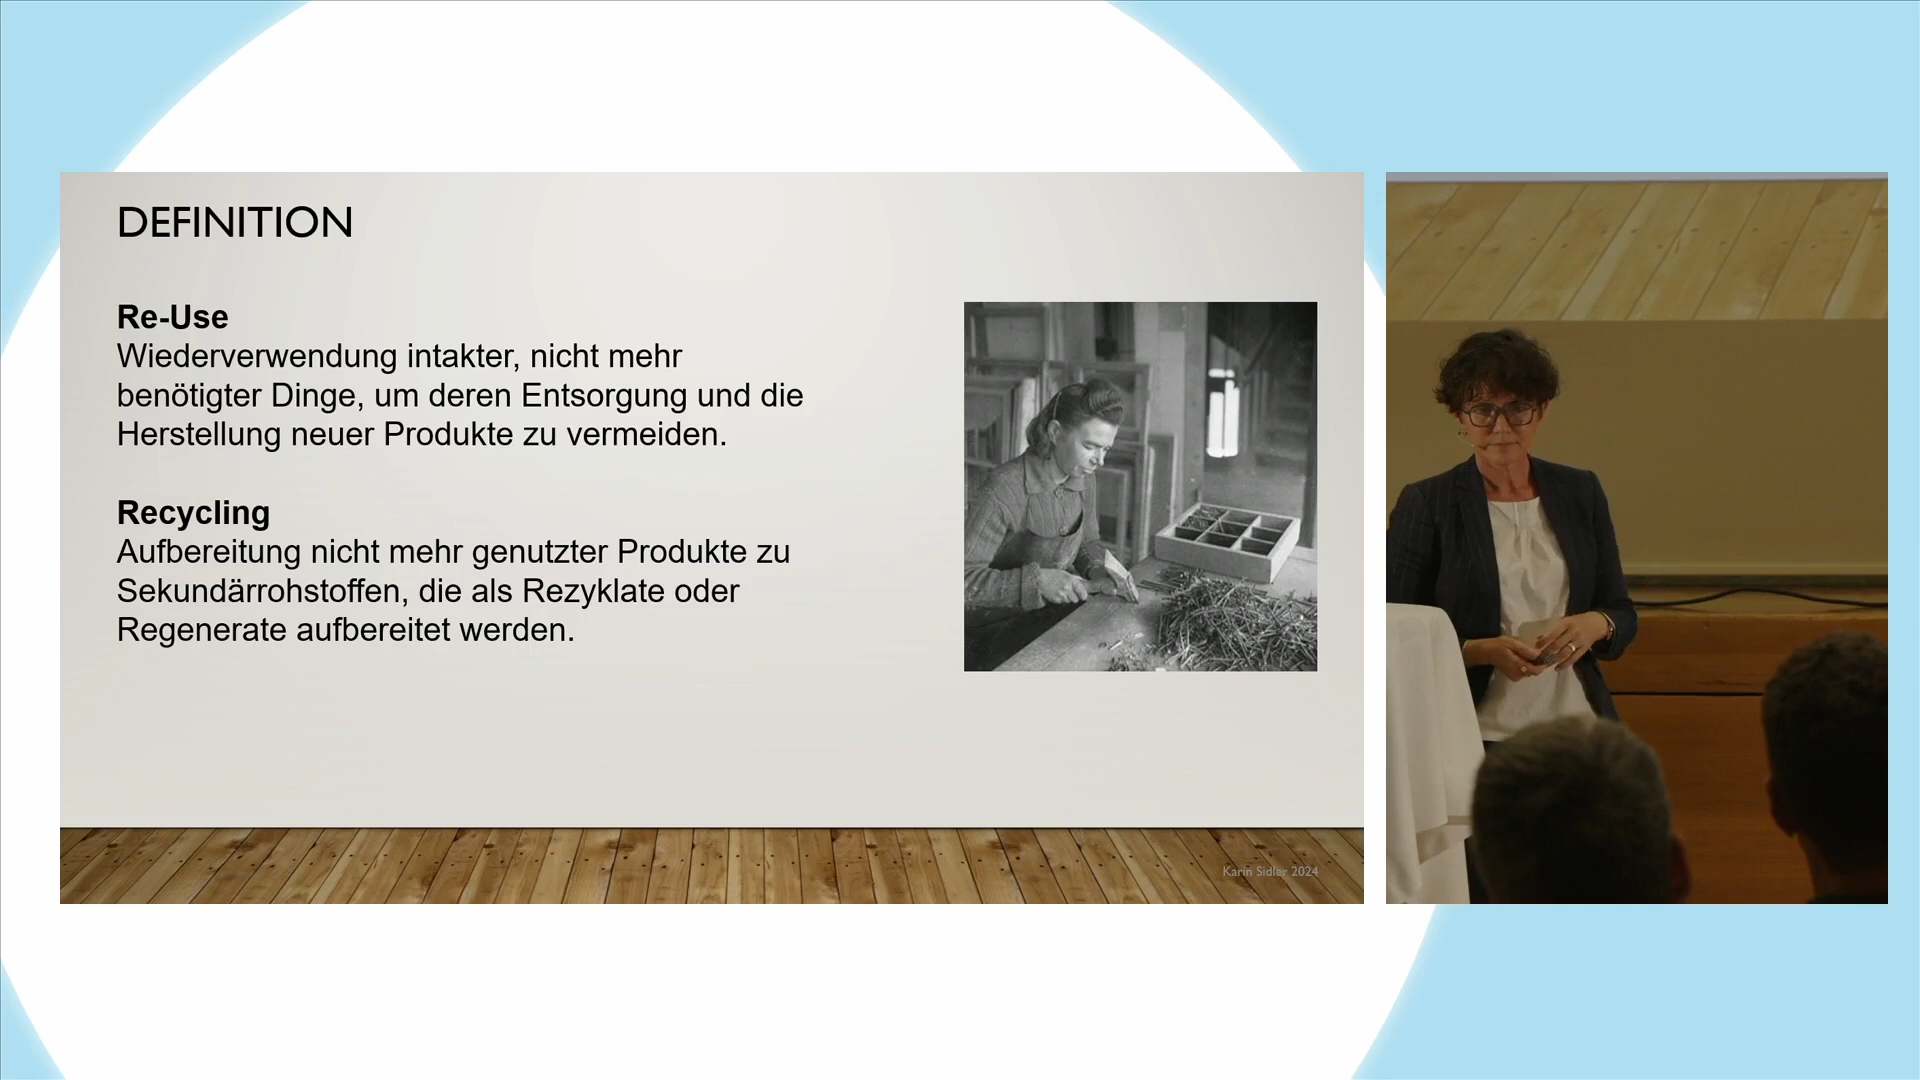 DEFINITION
Re-Use
Wiederverwendung intakter, nicht mehr
benötigter Dinge, um deren Entsorgung und die
Herstellung neuer Produkte zu vermeiden.
Recycling
Aufbereitung nicht mehr genutzter Produkte zu
Sekundärrohstoffen, die als Rezyklate oder
Regenerate aufbereitet werden.
Karin Sidler 2024